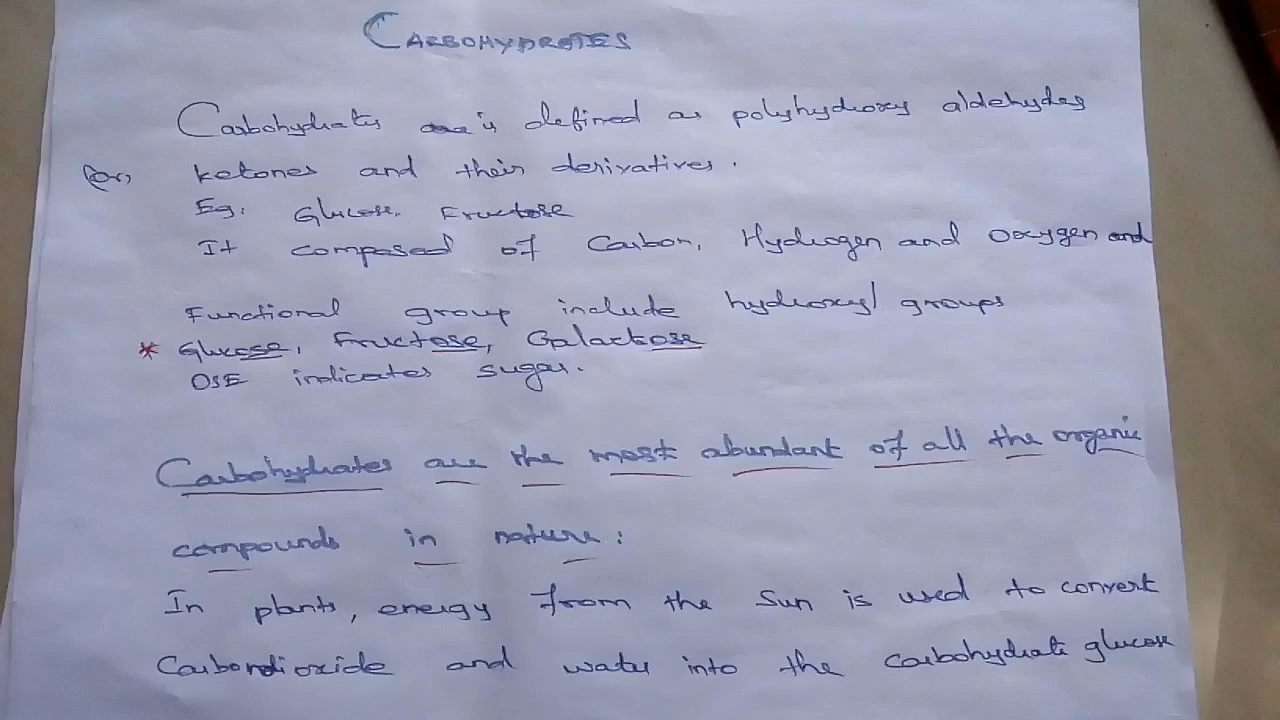 CARBOHYDRATES
Carbohydrates is defined as polyhydroxy aldehydes
(or) ketones and their derivatives.
Eg: Glucose, Fructose
It composed of Carbon, Hydrogen and Oxygen and
Functional group include hydroxyl groups
* Glucose, Fructose, Galactose
OSE indicates sugar.
Carbohydrates are the most abundant of all the organic
compounds in nature:
In plants, energy from the Sun is used to convert
Carbondioxide and water into the carbohydrate glucose